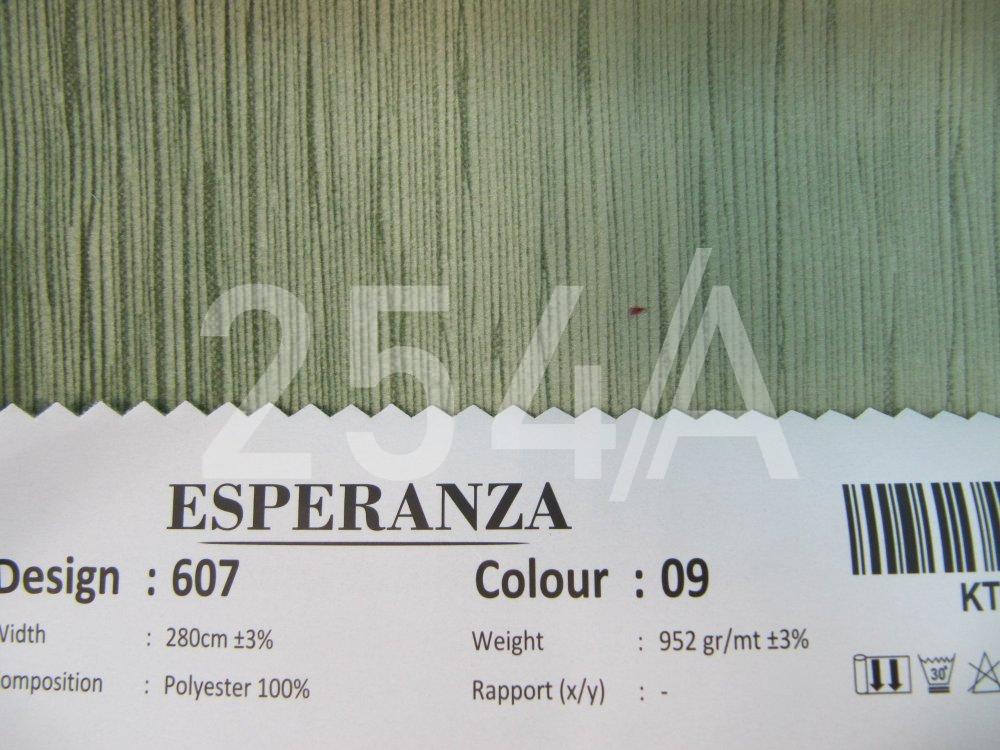 254/A
ESPERANZA
Design : 607 Colour : 09
Width : 280cm ±3% Weight : 952 gr/mt ±3%
omposition : Polyester 100% Rapport (x/y) : -
KT
30°